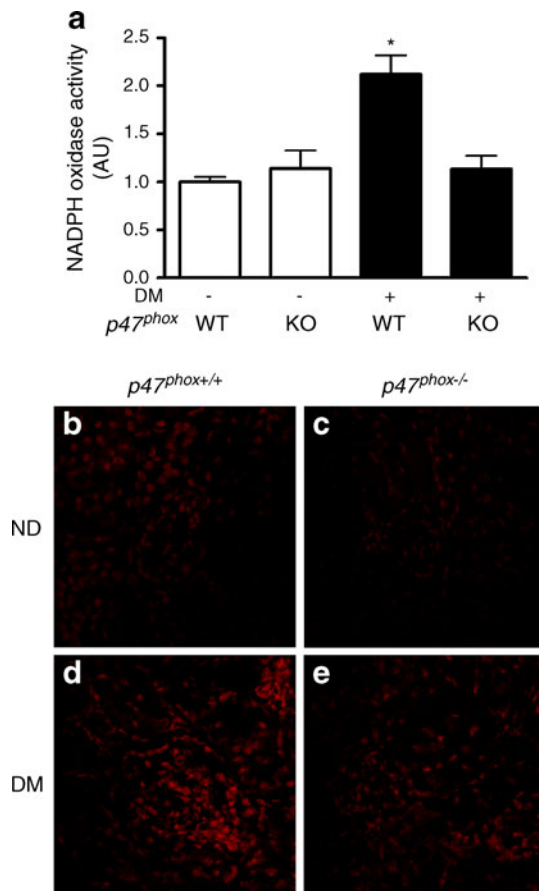 a
NADPH oxidase activity
(AU)
2.5
2.0
1.5
1.0
0.5
0.0
*
DM - - + +
p47phox WT KO WT KO
p47phox+/+ p47phox-/-
b c
ND
d e
DM